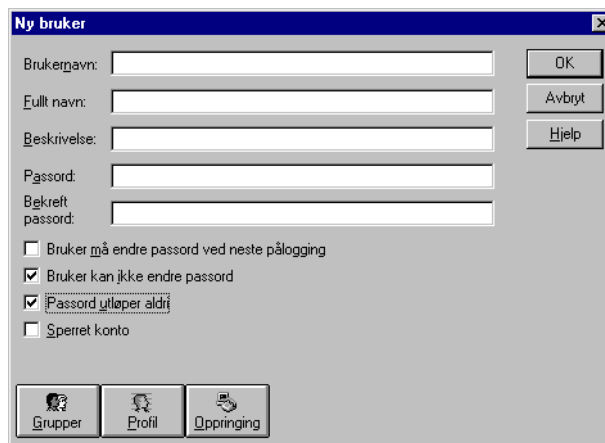 Ny bruker
Brukernavn:
OK
Fullt navn:
Avbryt
Beskrivelse:
Hjelp
Passord:
Bekreft
passord:
Bruker må endre passord ved neste pålogging
Bruker kan ikke endre passord
Passord utløper aldri
Sperret konto
Grupper
Profil
Oppringing